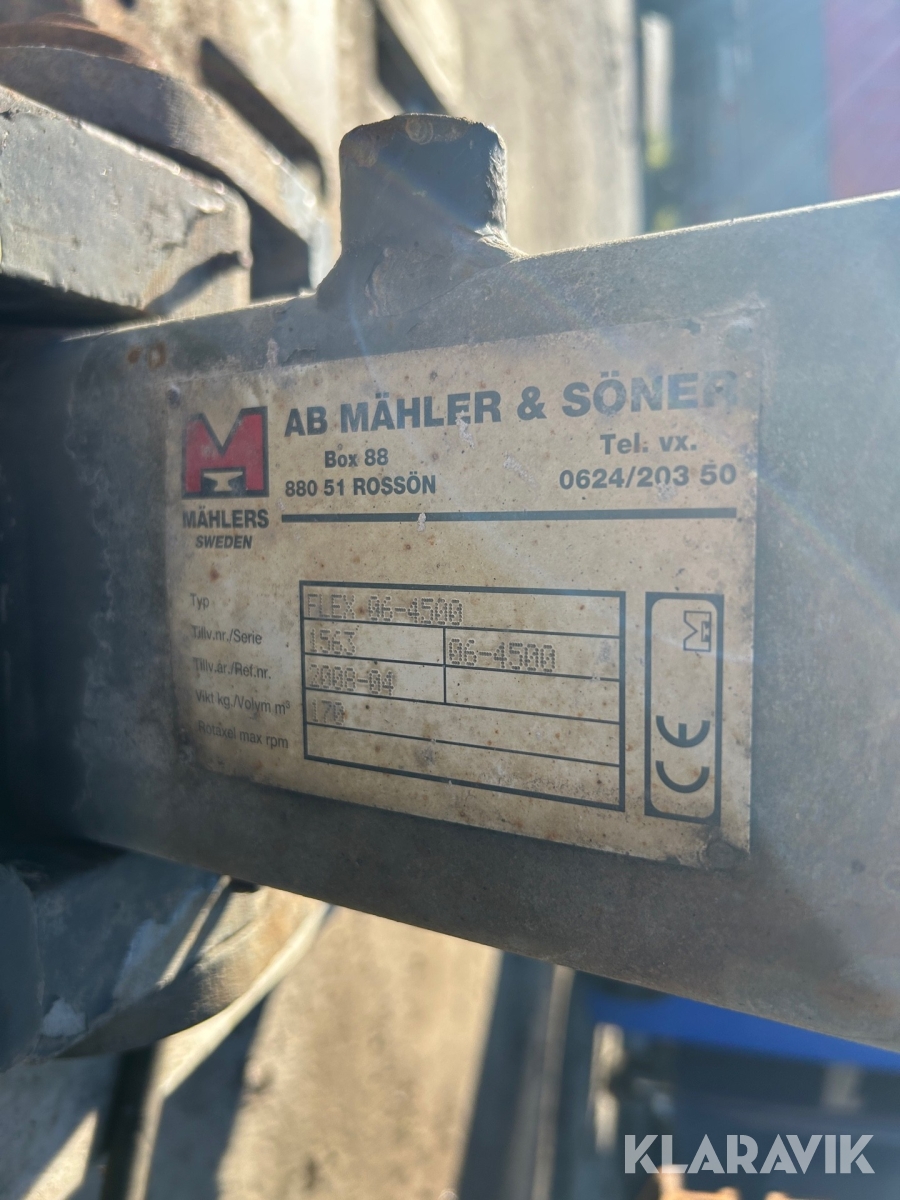 AB MÄHLER & SÖNER
Box 88 Tel. vx.
880 51 ROSSÖN 0624/203 50
MÄHLERS
SWEDEN
Typ FLEX 06-4500
Tillv.nr./Serie 1563 06-4500
Tillv.år./Ref.nr. 2008-04
Vikt kg./Volym m³ 170
Rotaxel max rpm
CE
KLARAVIK